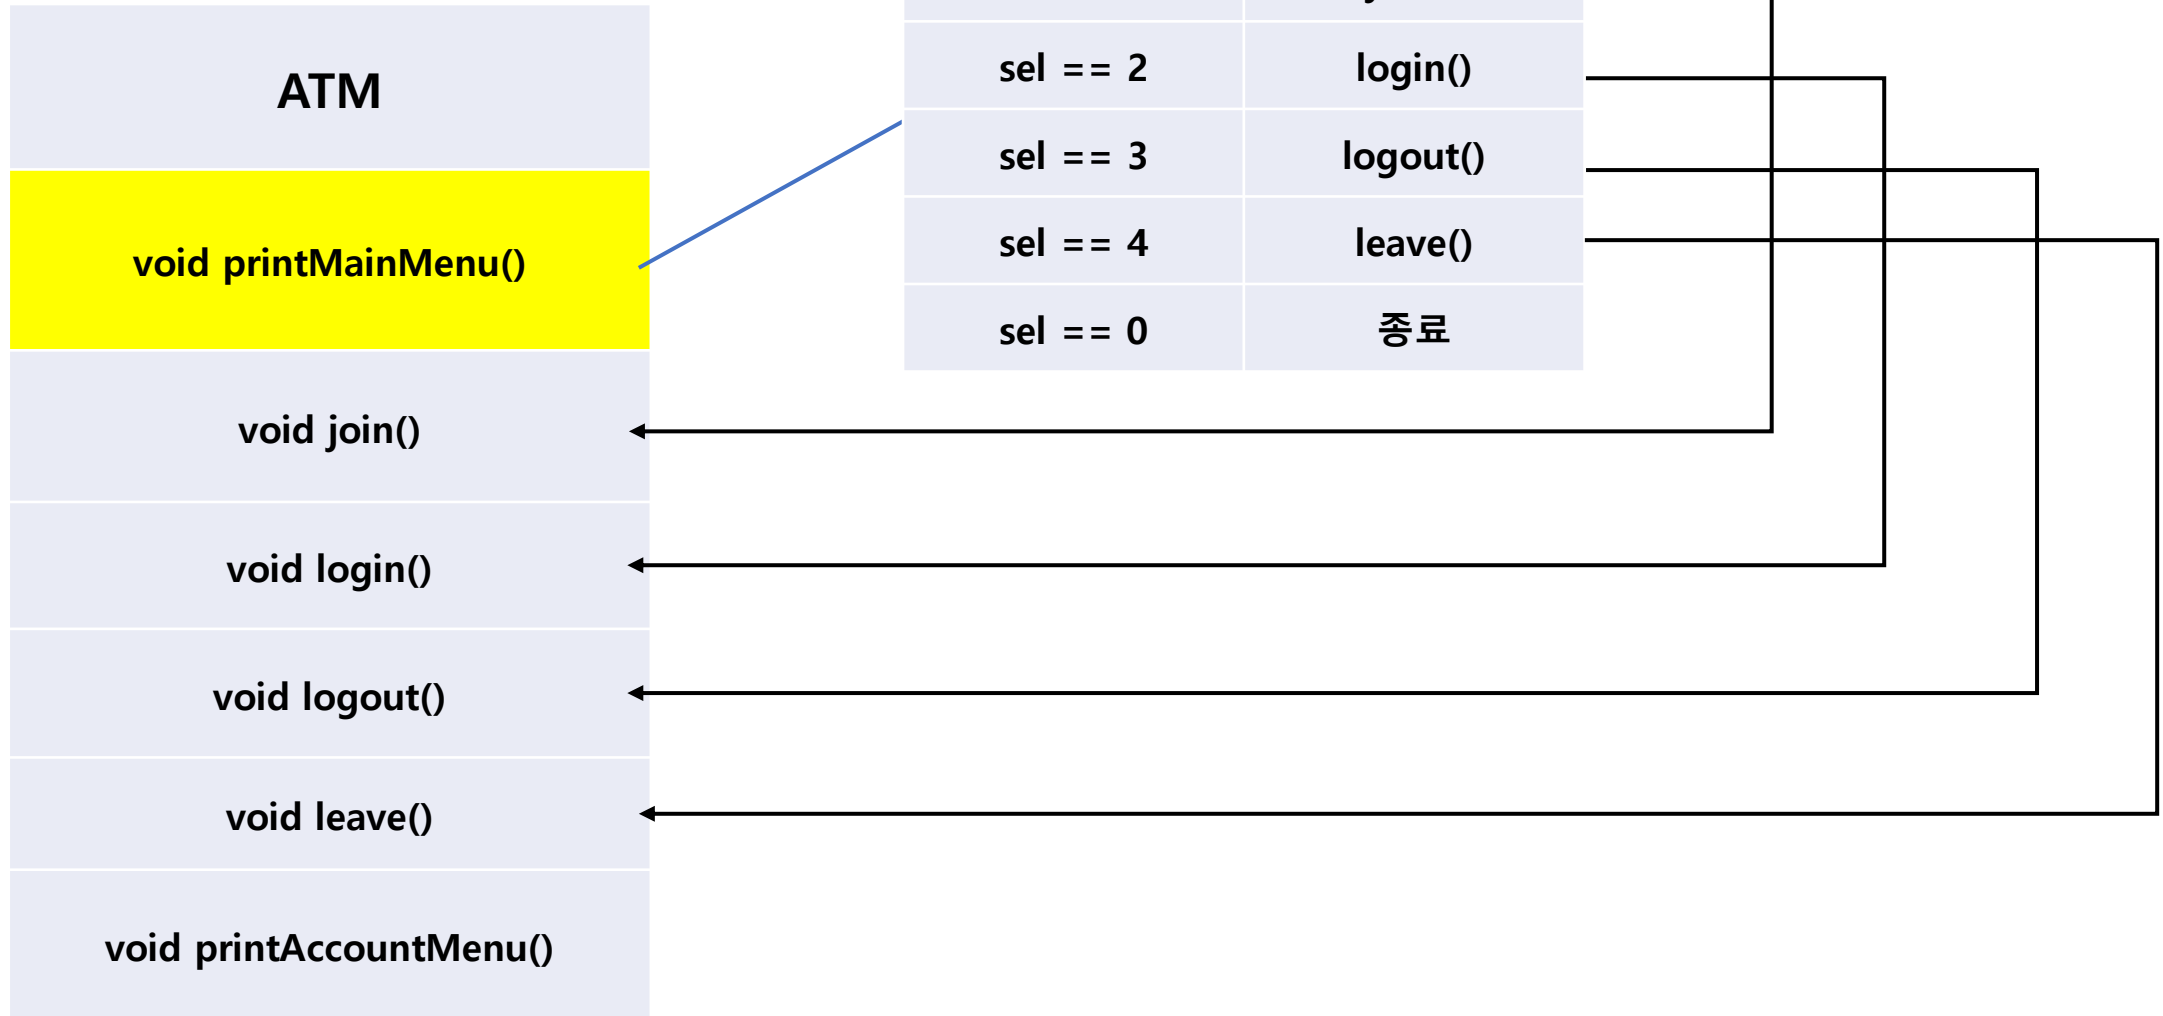 ATM
void printMainMenu()
void join()
void login()
void logout()
void leave()
void printAccountMenu()
sel == 2 login()
sel == 3 logout()
sel == 4 leave()
sel == 0 종료